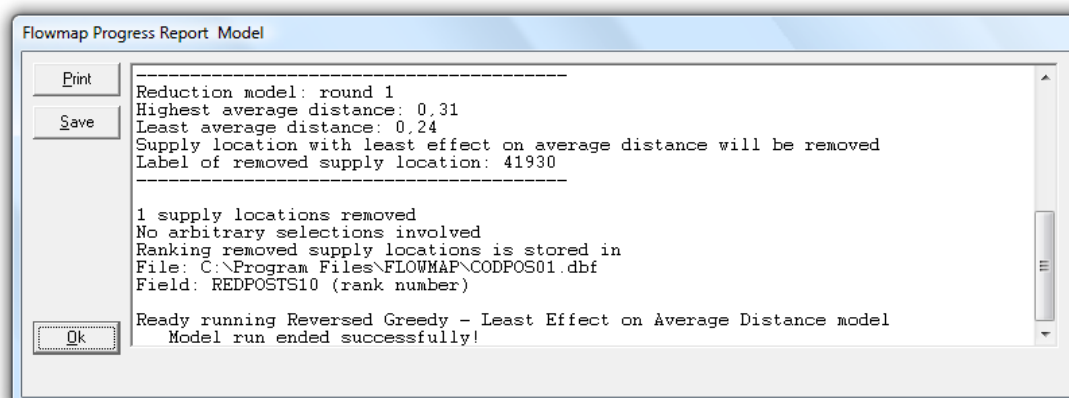 Flowmap Progress Report Model
Print
Save
Ok
----------------------------------------
Reduction model: round 1
Highest average distance: 0,31
Least average distance: 0,24
Supply location with least effect on average distance will be removed
Label of removed supply location: 41930
----------------------------------------
1 supply locations removed
No arbitrary selections involved
Ranking removed supply locations is stored in
File: C:\Program Files\FLOWMAP\CODPOS01.dbf
Field: REDPOSTS10 (rank number)
Ready running Reversed Greedy - Least Effect on Average Distance model
Model run ended successfully!